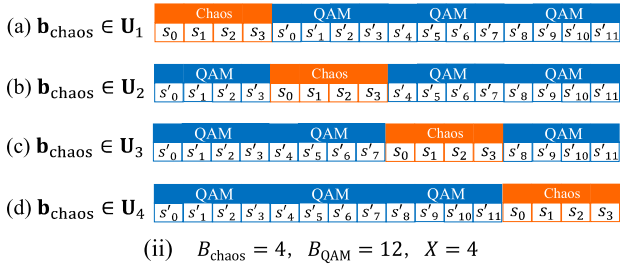 Chaos QAM QAM QAM
(a) b_chaos ∈ U_1 s_0 s_1 s_2 s_3 s'_0 s'_1 s'_2 s'_3 s'_4 s'_5 s'_6 s'_7 s'_8 s'_9 s'_10 s'_11
QAM Chaos QAM QAM
(b) b_chaos ∈ U_2 s'_0 s'_1 s'_2 s'_3 s_0 s_1 s_2 s_3 s'_4 s'_5 s'_6 s'_7 s'_8 s'_9 s'_10 s'_11
QAM QAM Chaos QAM
(c) b_chaos ∈ U_3 s'_0 s'_1 s'_2 s'_3 s'_4 s'_5 s'_6 s'_7 s_0 s_1 s_2 s_3 s'_8 s'_9 s'_10 s'_11
QAM QAM QAM Chaos
(d) b_chaos ∈ U_4 s'_0 s'_1 s'_2 s'_3 s'_4 s'_5 s'_6 s'_7 s'_8 s'_9 s'_10 s'_11 s_0 s_1 s_2 s_3
(ii) B_chaos = 4, B_QAM = 12, X = 4